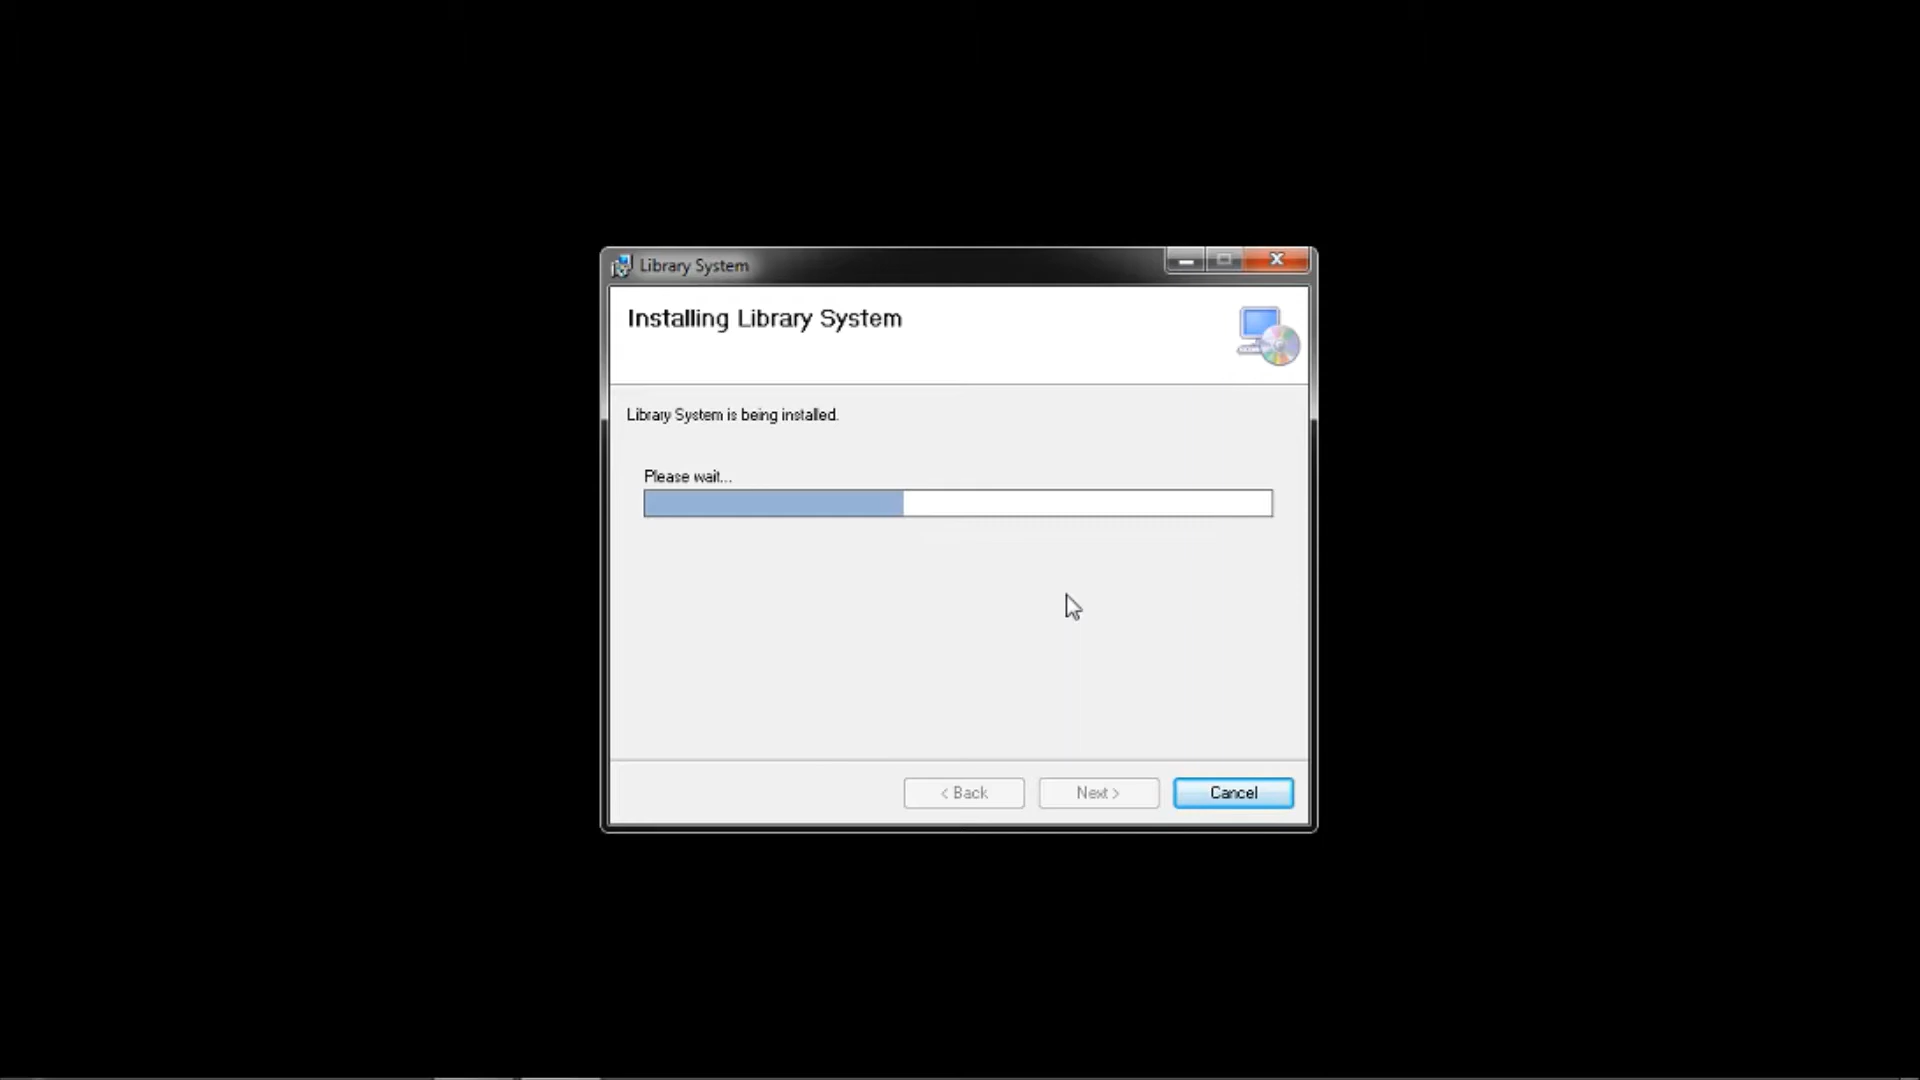 Library System
Installing Library System
Library System is being installed.
Please wait...
< Back
Next >
Cancel